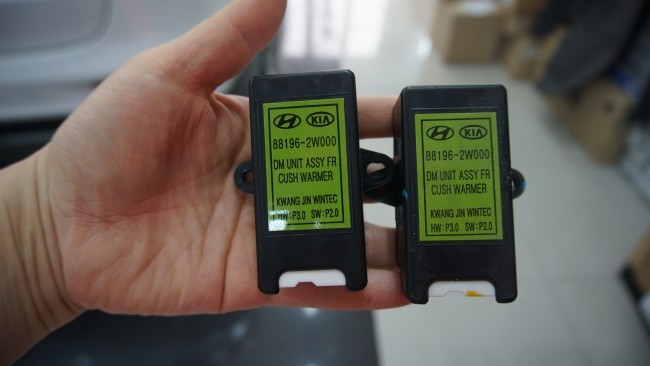 KIA
88196-2W000
DM UNIT ASSY FR
CUSH WARMER
KWANG JIN WINTEC
HW:P3.0 SW:P2.0
KIA
88196-2W000
DM UNIT ASSY FR
CUSH WARMER
KWANG JIN WINTEC
HW:P3.0 SW:P2.0